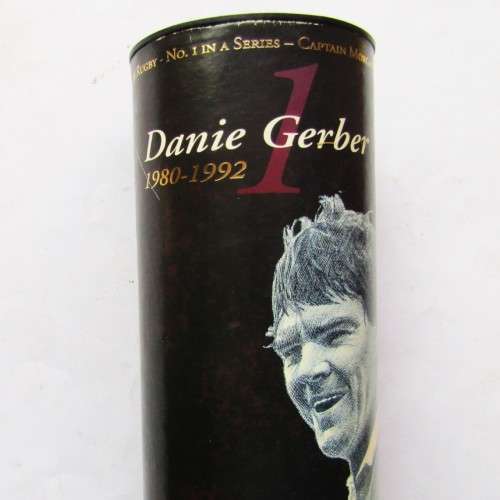 Rugby - No. 1 in a Series – Captain
1
Danie Gerber
1980-1992